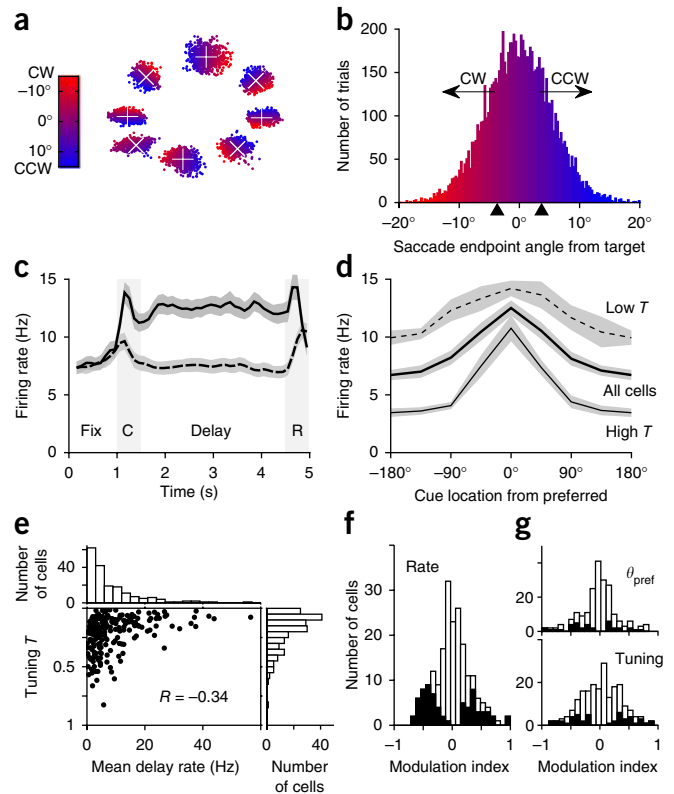 a
CW
−10°
0°
10°
CCW
b
Number of trials
200
150
100
50
0
CW
CCW
−20°
−10°
0°
10°
20°
Saccade endpoint angle from target
c
Firing rate (Hz)
15
10
5
0
Fix
C
Delay
R
0
1
2
3
4
5
Time (s)
d
Firing rate (Hz)
15
10
5
0
Low T
All cells
High T
−180°
−90°
0°
90°
180°
Cue location from preferred
e
Number
of cells
40
0
Tuning T
0.5
1
R = −0.34
0
20
40
Mean delay rate (Hz)
0
40
Number
of cells
f
Number of cells
30
20
10
0
Rate
−1
0
1
Modulation index
g
20
0
θpref
Tuning
20
0
−1
0
1
Modulation index